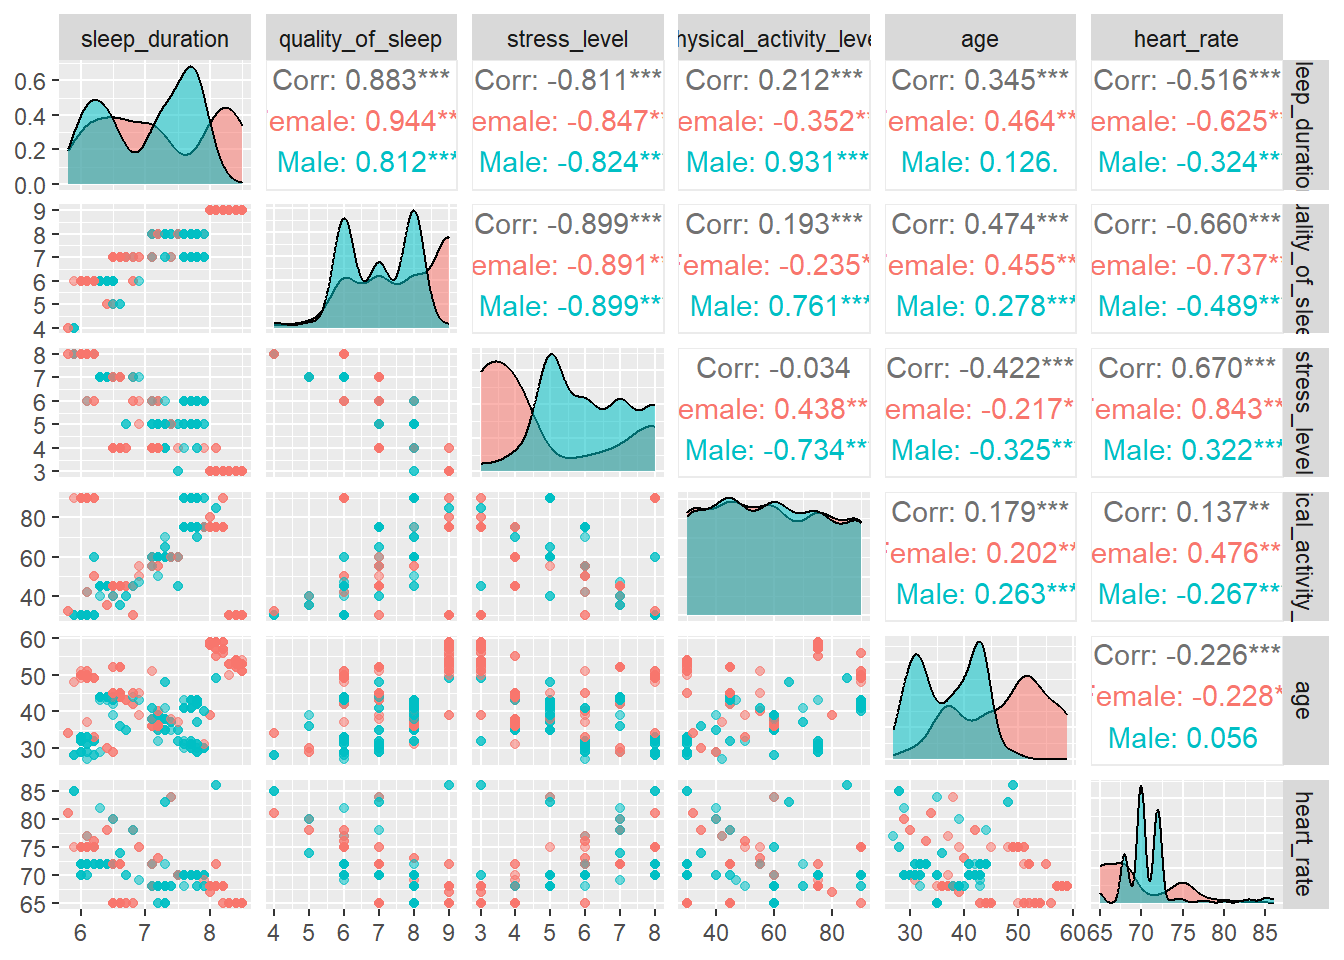 sleep_duration quality_of_sleep stress_level hysical_activity_leve age heart_rate
0.6
0.4
0.2
0.0
Corr: 0.883***
emale: 0.944**
Male: 0.812***
Corr: -0.811***
emale: -0.847**
Male: -0.824**
Corr: 0.212***
emale: -0.352**
Male: 0.931***
Corr: 0.345***
emale: 0.464**
Male: 0.126.
Corr: -0.516***
emale: -0.625**
Male: -0.324***
leep_duratio
9
8
7
6
5
4
Corr: -0.899***
emale: -0.891**
Male: -0.899***
Corr: 0.193***
Female: -0.235*
Male: 0.761***
Corr: 0.474***
emale: 0.455**
Male: 0.278***
Corr: -0.660***
emale: -0.737**
Male: -0.489***
uality_of_slee
8
7
6
5
4
3
Corr: -0.034
emale: 0.438**
Male: -0.734***
Corr: -0.422***
emale: -0.217*
Male: -0.325***
Corr: 0.670***
emale: 0.843**
Male: 0.322***
stress_level
80
60
40
Corr: 0.179***
Female: 0.202**
Male: 0.263***
Corr: 0.137**
emale: 0.476**
Male: -0.267***
ical_activity_
60
50
40
30
Corr: -0.226***
Female: -0.228*
Male: 0.056
age
85
80
75
70
65
heart_rate
6 7 8 4 5 6 7 8 9 3 4 5 6 7 8 40 60 80 30 40 50 60 65 70 75 80 85